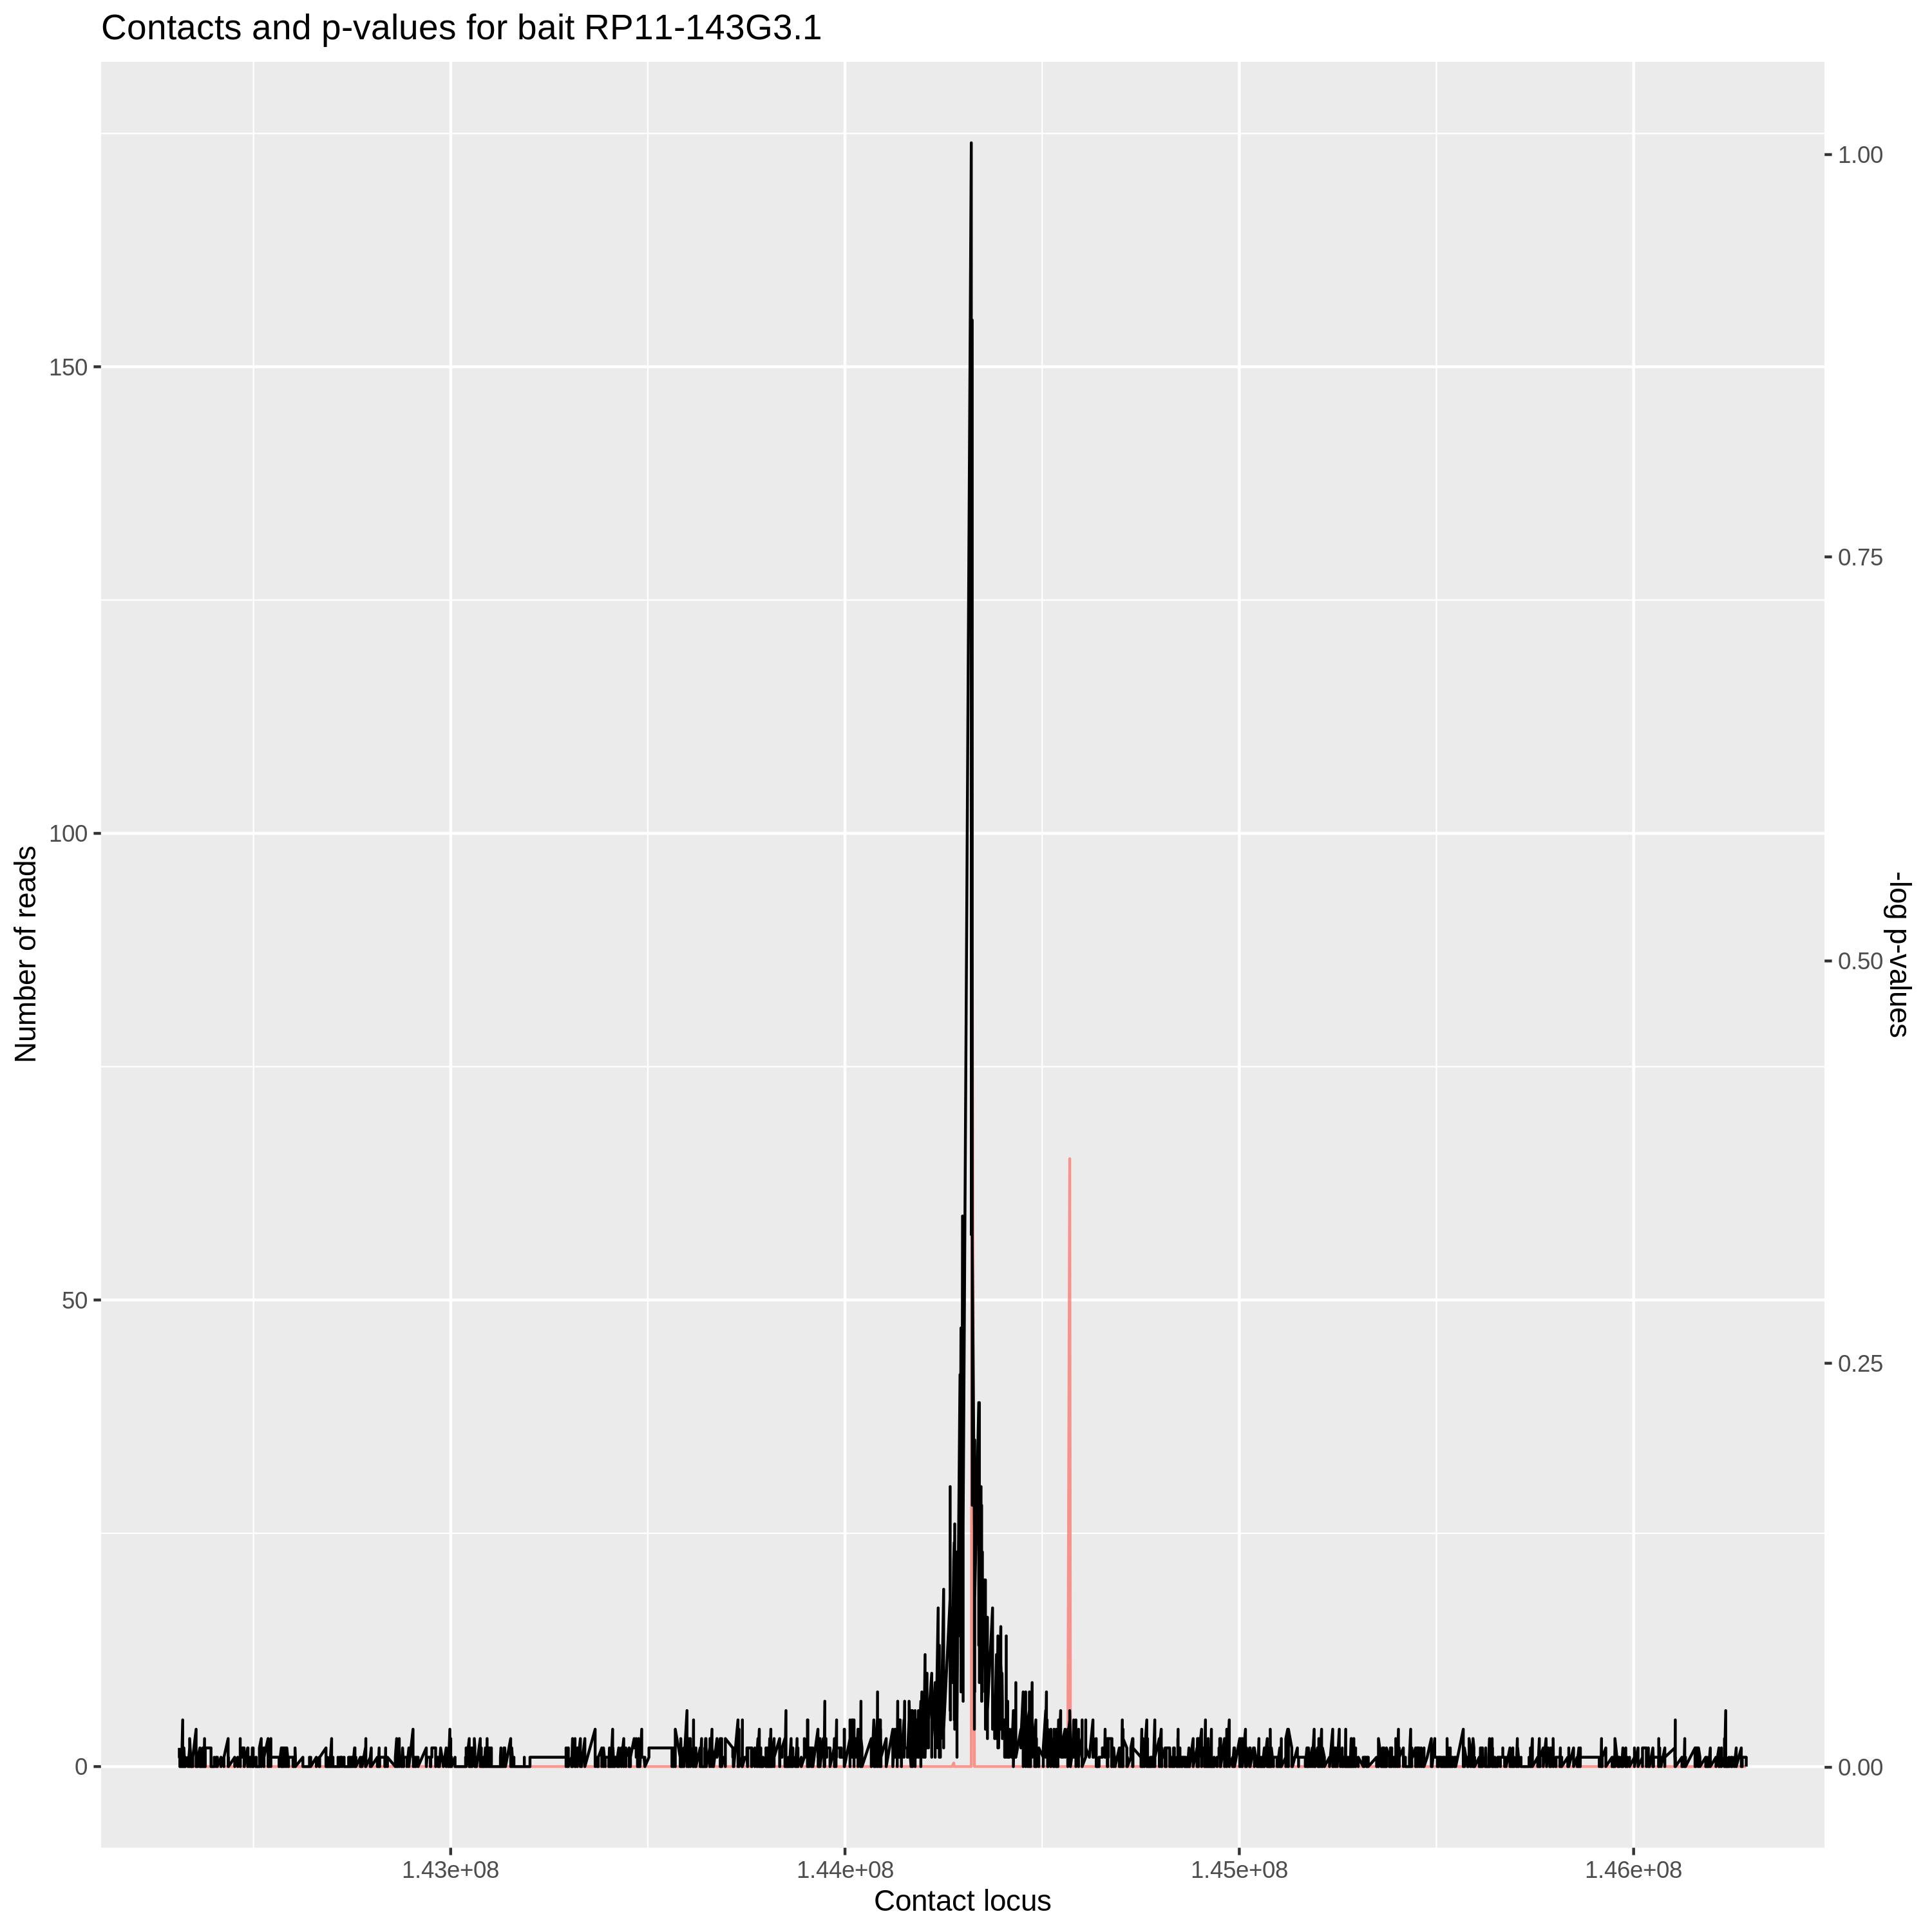 Contacts and p-values for bait RP11-143G3.1
1.00
150
0.75
100
Number of reads
0.50
-log p-values
50
0.25
0
0.00
1.43e+08 1.44e+08 1.45e+08 1.46e+08
Contact locus